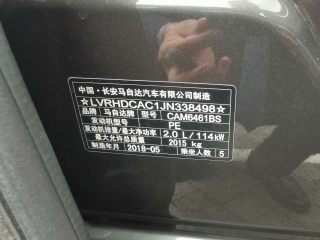 中国·长安马自达汽车有限公司制造
☆LVRHDCAC1JN338498☆
品牌 马自达牌 型号 CAM6461BS
发动机型号 PE
发动机排量/最大净功率 2.0 L/114kW
最大允许总质量 2015 kg
制造年月 2018-05 乘坐人数 5